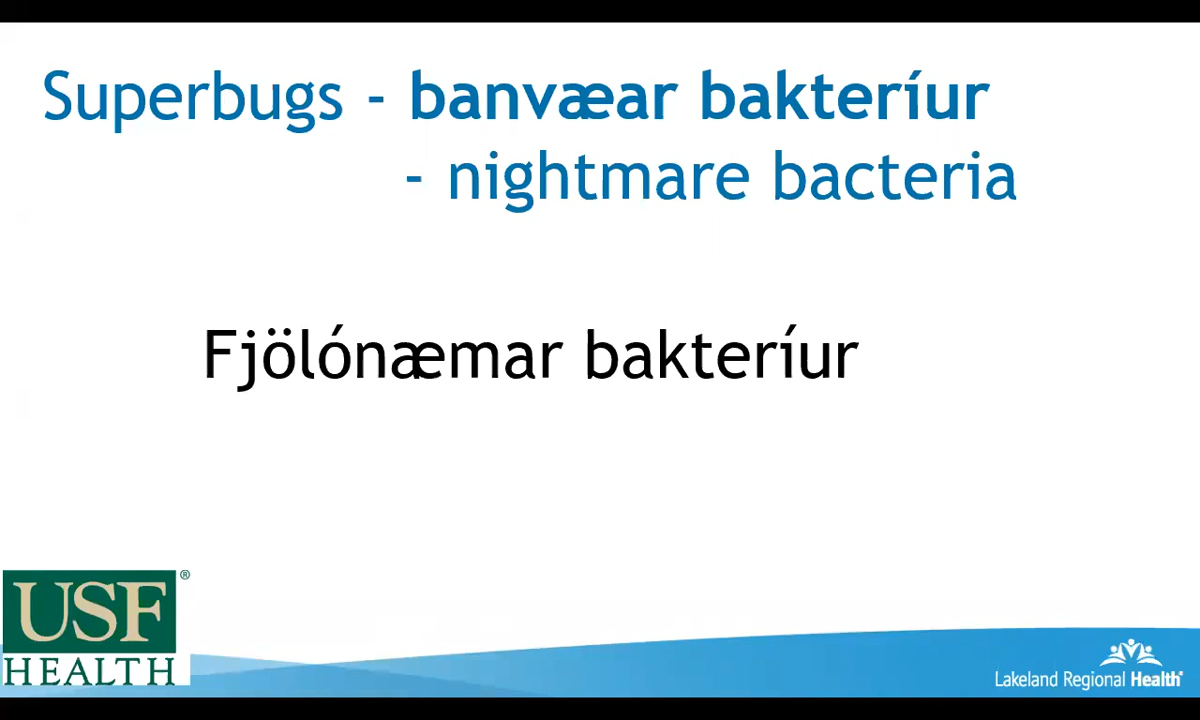 Superbugs - banvæar bakteríur
- nightmare bacteria
Fjölónæmar bakteríur
USF®
HEALTH
Lakeland Regional Health